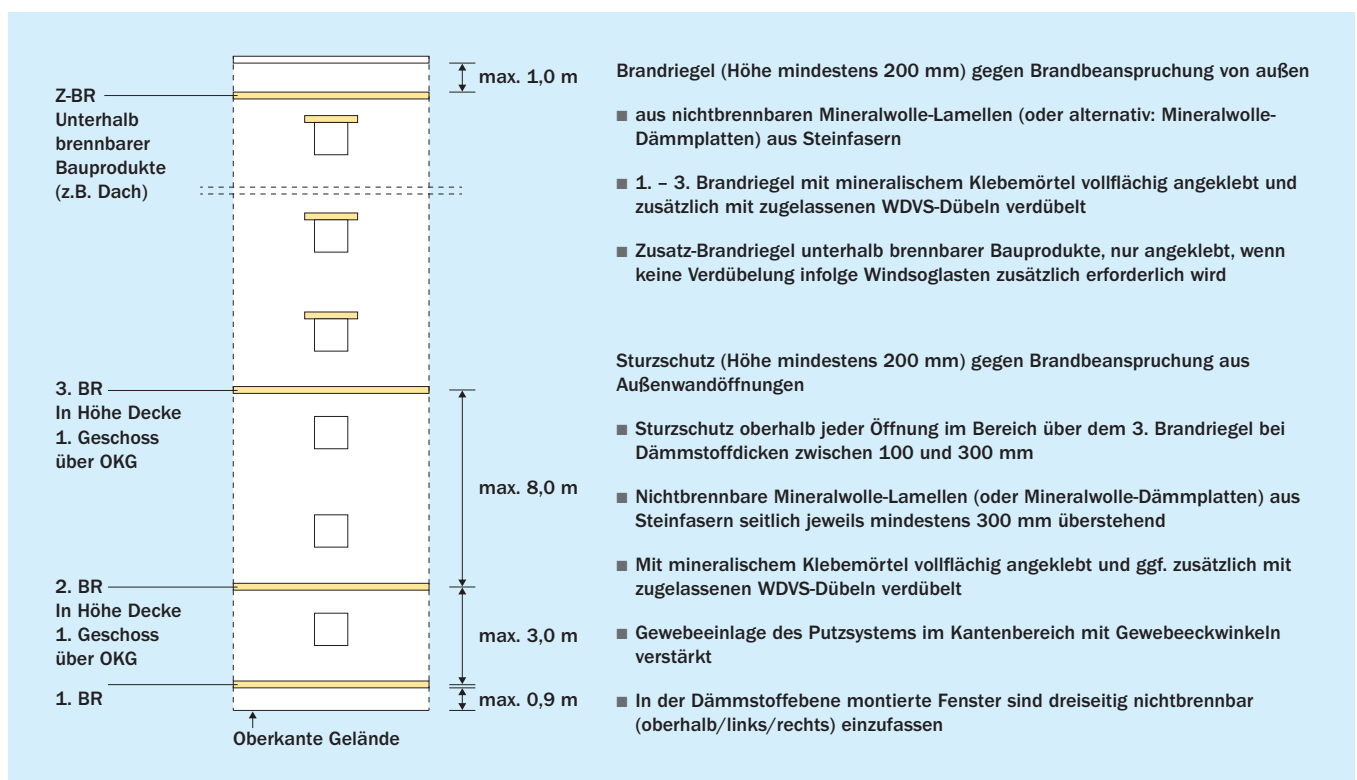 max. 1,0 m
Z-BR
Unterhalb
brennbarer
Bauprodukte
(z.B. Dach)
3. BR
In Höhe Decke
1. Geschoss
über OKG
max. 8,0 m
2. BR
In Höhe Decke
1. Geschoss
über OKG
max. 3,0 m
1. BR
max. 0,9 m
Oberkante Gelände
Brandriegel (Höhe mindestens 200 mm) gegen Brandbeanspruchung von außen
■ aus nichtbrennbaren Mineralwolle-Lamellen (oder alternativ: Mineralwolle-
Dämmplatten) aus Steinfasern
■ 1. – 3. Brandriegel mit mineralischem Klebemörtel vollflächig angeklebt und
zusätzlich mit zugelassenen WDVS-Dübeln verdübelt
■ Zusatz-Brandriegel unterhalb brennbarer Bauprodukte, nur angeklebt, wenn
keine Verdübelung infolge Windsoglasten zusätzlich erforderlich wird
Sturzschutz (Höhe mindestens 200 mm) gegen Brandbeanspruchung aus
Außenwandöffnungen
■ Sturzschutz oberhalb jeder Öffnung im Bereich über dem 3. Brandriegel bei
Dämmstoffdicken zwischen 100 und 300 mm
■ Nichtbrennbare Mineralwolle-Lamellen (oder Mineralwolle-Dämmplatten) aus
Steinfasern seitlich jeweils mindestens 300 mm überstehend
■ Mit mineralischem Klebemörtel vollflächig angeklebt und ggf. zusätzlich mit
zugelassenen WDVS-Dübeln verdübelt
■ Gewebeeinlage des Putzsystems im Kantenbereich mit Gewebeeckwinkeln
verstärkt
■ In der Dämmstoffebene montierte Fenster sind dreiseitig nichtbrennbar
(oberhalb/links/rechts) einzufassen